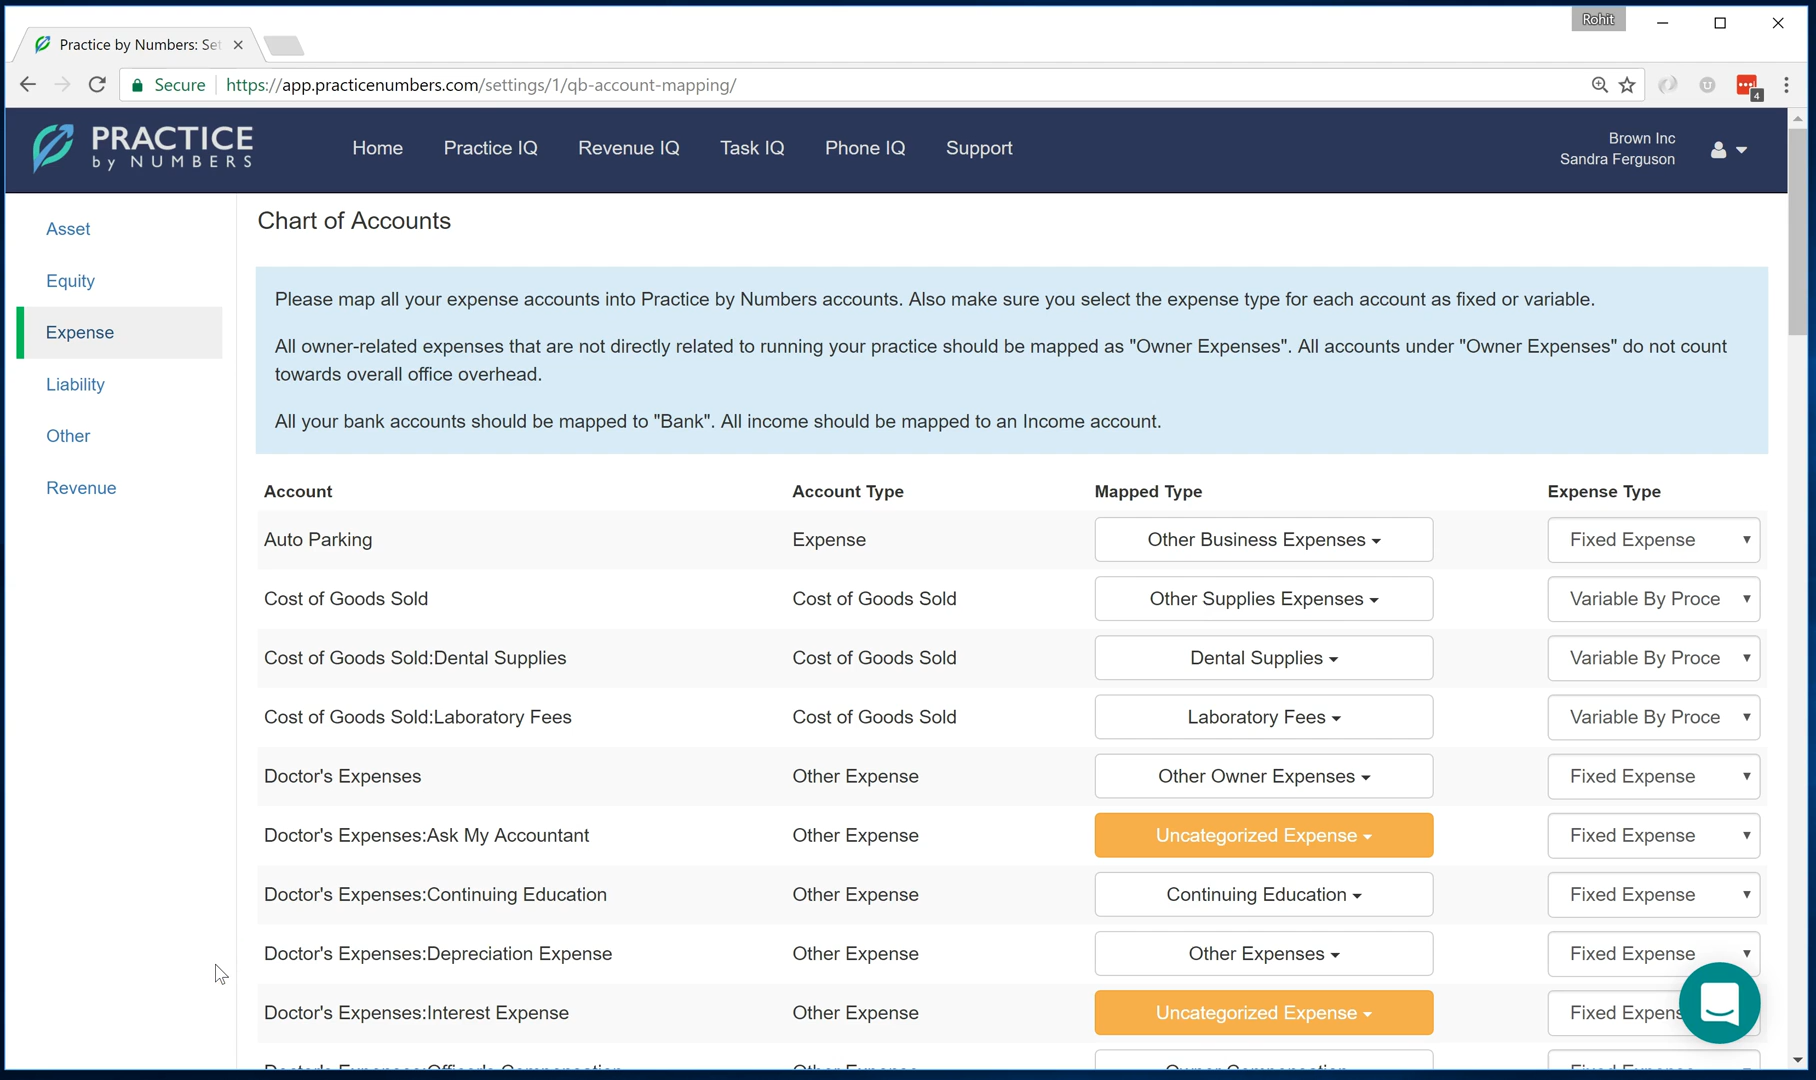 Rohit
Practice by Numbers: Set
Secure https://app.practicenumbers.com/settings/1/qb-account-mapping/
4
PRACTICE
by NUMBERS
Home Practice IQ Revenue IQ Task IQ Phone IQ Support
Brown Inc
Sandra Ferguson
Asset
Equity
Expense
Liability
Other
Revenue
Chart of Accounts
Please map all your expense accounts into Practice by Numbers accounts. Also make sure you select the expense type for each account as fixed or variable.
All owner-related expenses that are not directly related to running your practice should be mapped as "Owner Expenses". All accounts under "Owner Expenses" do not count
towards overall office overhead.
All your bank accounts should be mapped to "Bank". All income should be mapped to an Income account.
Account Account Type Mapped Type Expense Type
Auto Parking Expense Other Business Expenses Fixed Expense
Cost of Goods Sold Cost of Goods Sold Other Supplies Expenses Variable By Proce
Cost of Goods Sold:Dental Supplies Cost of Goods Sold Dental Supplies Variable By Proce
Cost of Goods Sold:Laboratory Fees Cost of Goods Sold Laboratory Fees Variable By Proce
Doctor's Expenses Other Expense Other Owner Expenses Fixed Expense
Doctor's Expenses:Ask My Accountant Other Expense Uncategorized Expense Fixed Expense
Doctor's Expenses:Continuing Education Other Expense Continuing Education Fixed Expense
Doctor's Expenses:Depreciation Expense Other Expense Other Expenses Fixed Expense
Doctor's Expenses:Interest Expense Other Expense Uncategorized Expense Fixed Expens